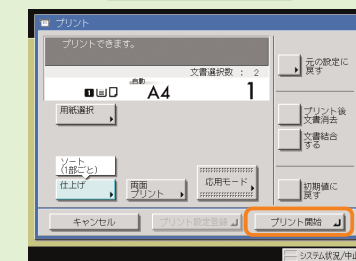 プリント
プリントできます。
文書選択数 : 2
1
自動
A4
1
用紙選択
元の設定に
戻す
プリント後
文書消去
文書結合
する
ソート
(1部ごと)
仕上げ
両面
プリント
応用モード
初期値に
戻す
キャンセル
プリント設定登録
プリント開始
システム状況/中止